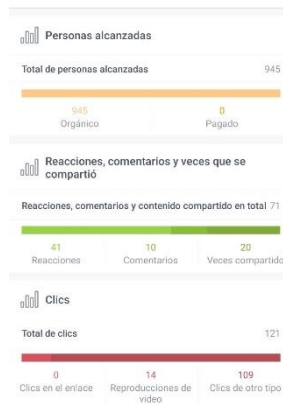 Personas alcanzadas
Total de personas alcanzadas 945
945 0
Orgánico Pagado
Reacciones, comentarios y veces que se
compartió
Reacciones, comentarios y contenido compartido en total 71
41 10 20
Reacciones Comentarios Veces compartido
Clics
Total de clics 121
0 14 109
Clics en el enlace Reproducciones de Clics de otro tipo
video